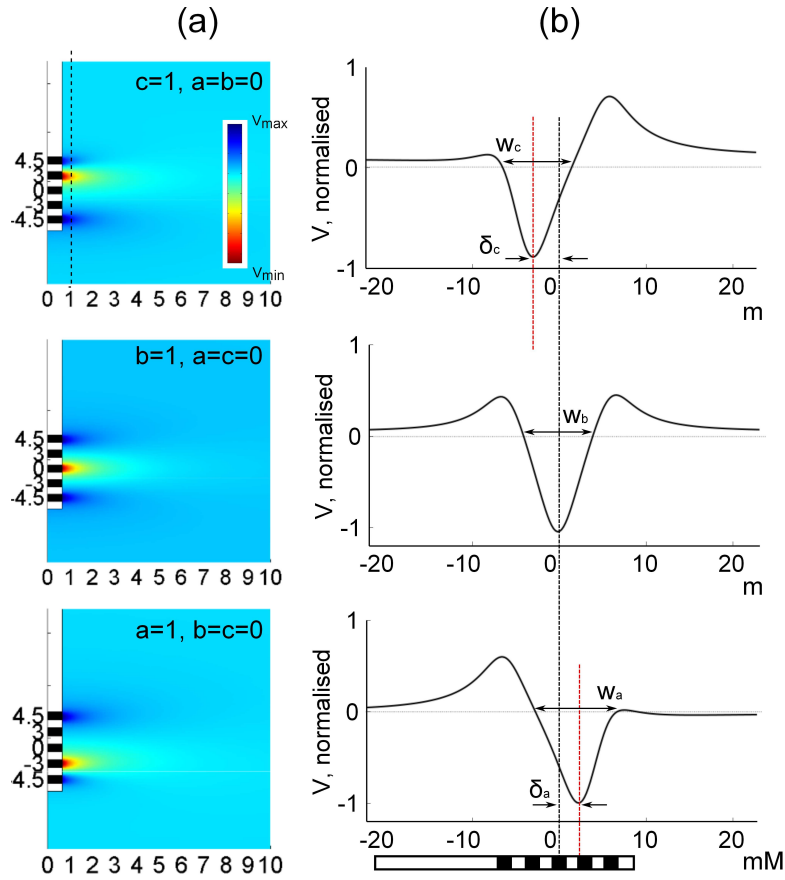 (a)
(b)
c=1, a=b=0
Vmax
Vmin
4.5
3
0
-3
-4.5
0 1 2 3 4 5 6 7 8 9 10
V, normalised
1
0
-1
wc
δc
-20 -10 0 10 20
m
b=1, a=c=0
4.5
3
0
-3
-4.5
0 1 2 3 4 5 6 7 8 9 10
V, normalised
1
0
-1
wb
-20 -10 0 10 20
m
a=1, b=c=0
4.5
3
0
-3
4.5
0 1 2 3 4 5 6 7 8 9 10
V, normalised
1
0
-1
wa
δa
-20 -10 0 10 20
mM